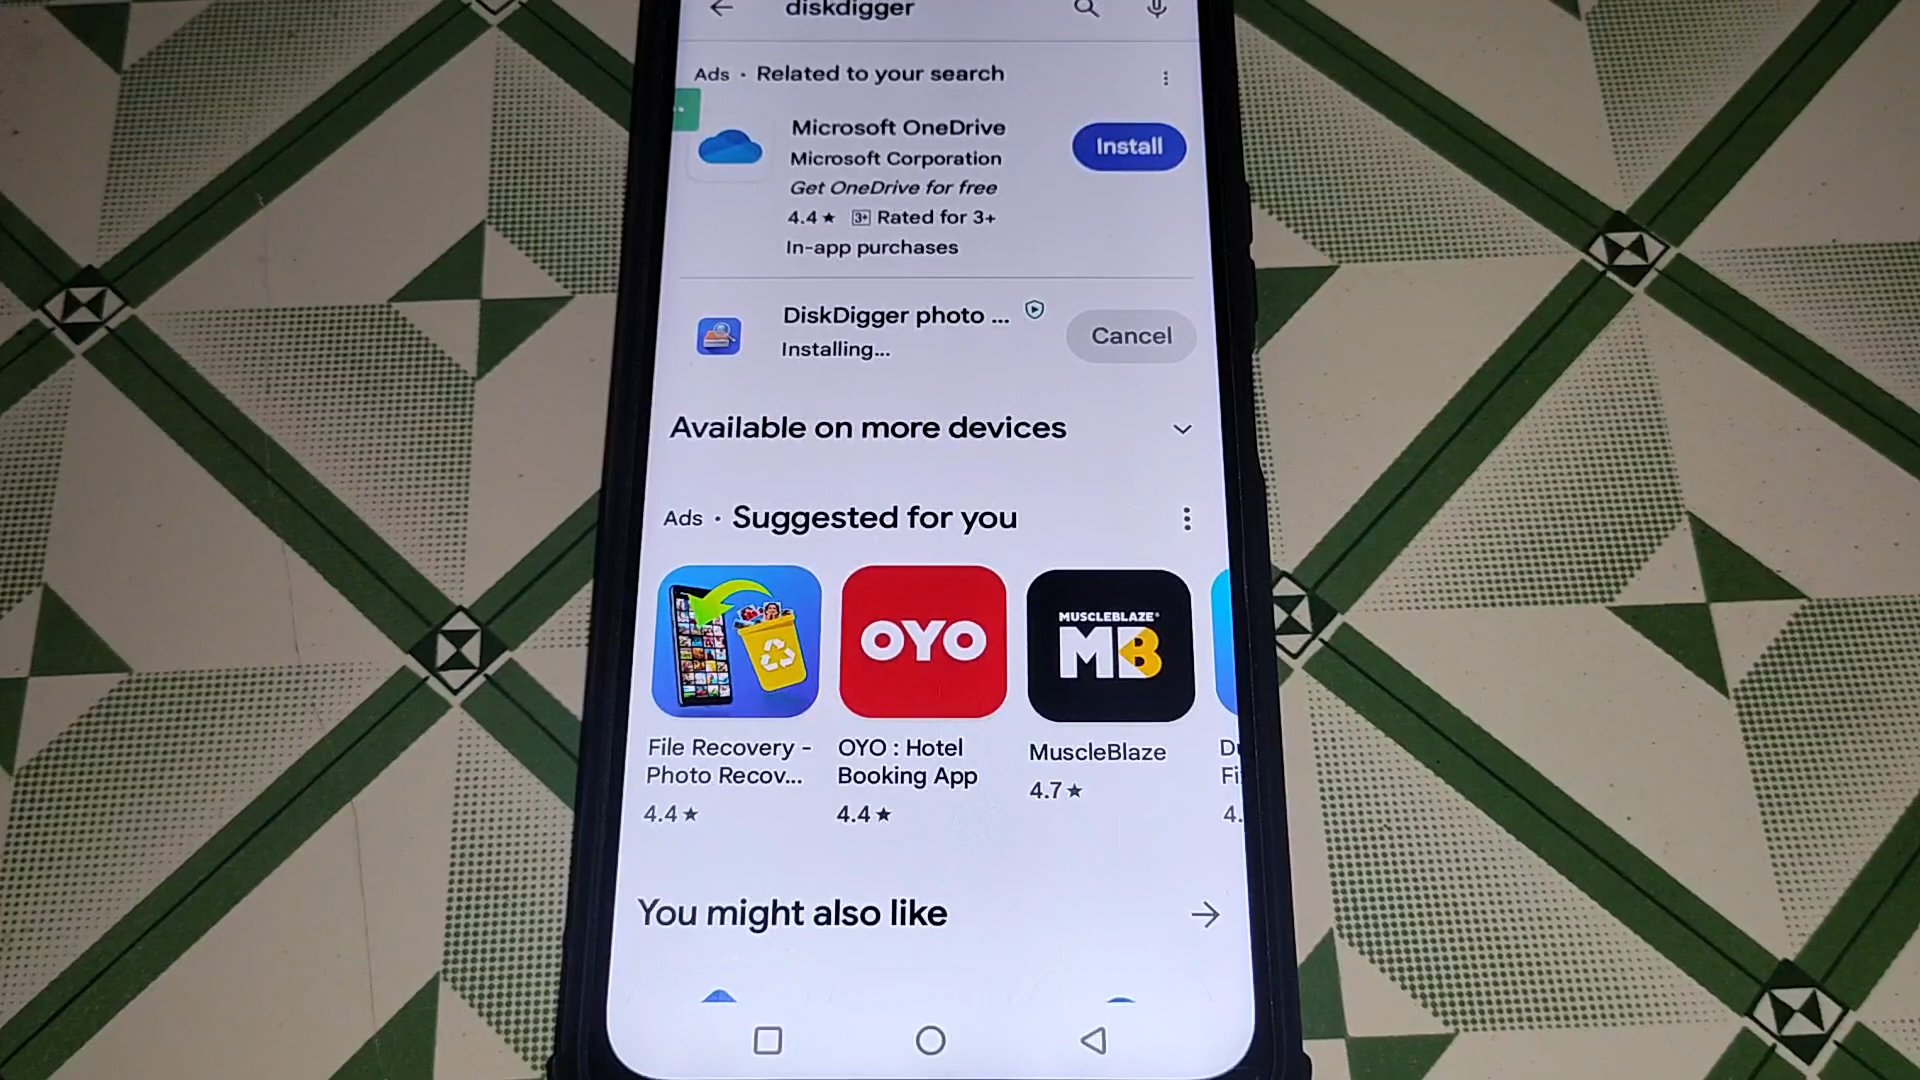 diskdigger
Ads · Related to your search
Microsoft OneDrive
Microsoft Corporation
Install
Get OneDrive for free
4.4★ 3+ Rated for 3+
In-app purchases
DiskDigger photo ...
Installing...
Cancel
Available on more devices
Ads · Suggested for you
OYO
MUSCLEBLAZE®
MB
File Recovery -
Photo Recov...
4.4★
OYO : Hotel
Booking App
4.4★
MuscleBlaze
4.7★
Fi
4.
You might also like